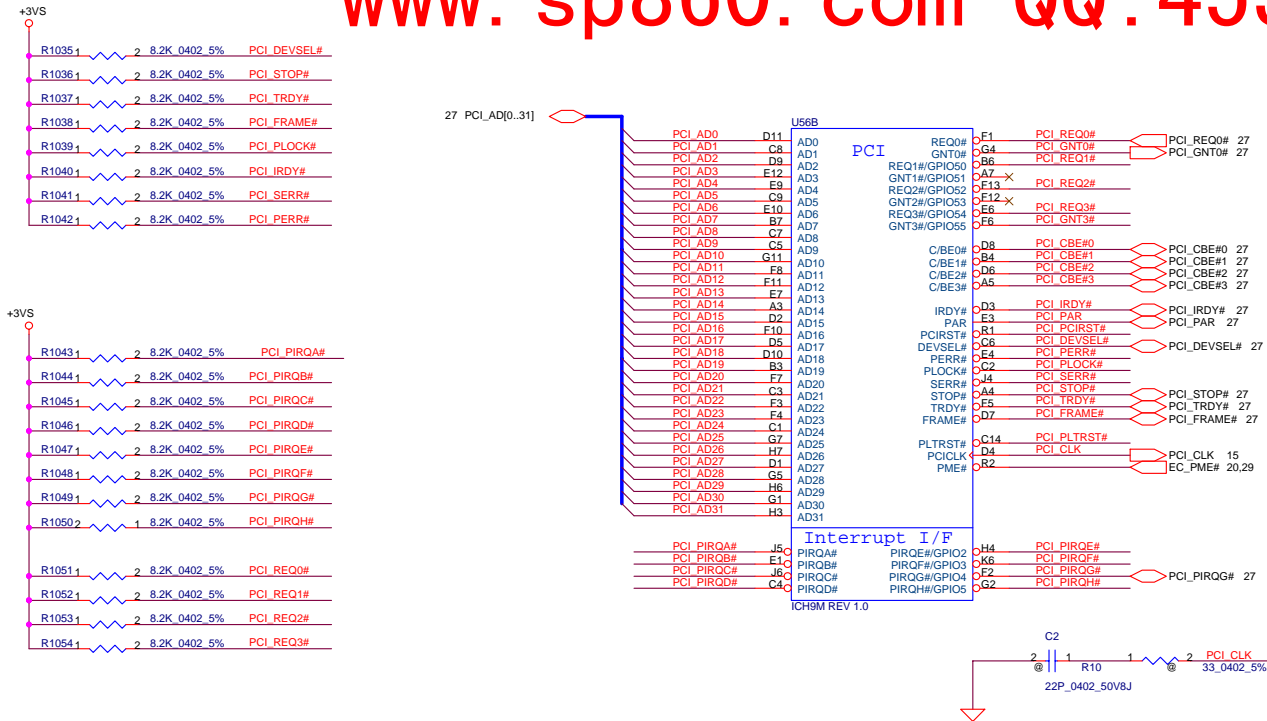 www. sp860. com QQ:
+3VS
R1035 1 2 8.2K_0402_5% PCI_DEVSEL#
R1036 1 2 8.2K_0402_5% PCI_STOP#
R1037 1 2 8.2K_0402_5% PCI_TRDY#
R1038 1 2 8.2K_0402_5% PCI_FRAME#
R1039 1 2 8.2K_0402_5% PCI_PLOCK#
R1040 1 2 8.2K_0402_5% PCI_IRDY#
R1041 1 2 8.2K_0402_5% PCI_SERR#
R1042 1 2 8.2K_0402_5% PCI_PERR#
+3VS
R1043 1 2 8.2K_0402_5% PCI_PIRQA#
R1044 1 2 8.2K_0402_5% PCI_PIRQB#
R1045 1 2 8.2K_0402_5% PCI_PIRQC#
R1046 1 2 8.2K_0402_5% PCI_PIRQD#
R1047 1 2 8.2K_0402_5% PCI_PIRQE#
R1048 1 2 8.2K_0402_5% PCI_PIRQF#
R1049 1 2 8.2K_0402_5% PCI_PIRQG#
R1050 2 1 8.2K_0402_5% PCI_PIRQH#
R1051 1 2 8.2K_0402_5% PCI_REQ0#
R1052 1 2 8.2K_0402_5% PCI_REQ1#
R1053 1 2 8.2K_0402_5% PCI_REQ2#
R1054 1 2 8.2K_0402_5% PCI_REQ3#
27 PCI_AD[0..31]
U56B
PCI
PCI_AD0 D11 AD0
PCI_AD1 C8 AD1
PCI_AD2 D9 AD2
PCI_AD3 E12 AD3
PCI_AD4 E9 AD4
PCI_AD5 C9 AD5
PCI_AD6 E10 AD6
PCI_AD7 B7 AD7
PCI_AD8 C7 AD8
PCI_AD9 C5 AD9
PCI_AD10 G11 AD10
PCI_AD11 F8 AD11
PCI_AD12 F11 AD12
PCI_AD13 E7 AD13
PCI_AD14 A3 AD14
PCI_AD15 D2 AD15
PCI_AD16 F10 AD16
PCI_AD17 D5 AD17
PCI_AD18 D10 AD18
PCI_AD19 B3 AD19
PCI_AD20 F7 AD20
PCI_AD21 C3 AD21
PCI_AD22 F3 AD22
PCI_AD23 F4 AD23
PCI_AD24 C1 AD24
PCI_AD25 G7 AD25
PCI_AD26 H7 AD26
PCI_AD27 D1 AD27
PCI_AD28 G5 AD28
PCI_AD29 H6 AD29
PCI_AD30 G1 AD30
PCI_AD31 H3 AD31
REQ0# F1 PCI_REQ0# PCI_REQ0# 27
GNT0# G4 PCI_GNT0# PCI_GNT0# 27
REQ1#/GPIO50 B6 PCI_REQ1#
GNT1#/GPIO51 A7
REQ2#/GPIO52 F13 PCI_REQ2#
GNT2#/GPIO53 F12
REQ3#/GPIO54 E6 PCI_REQ3#
GNT3#/GPIO55 F6 PCI_GNT3#
C/BE0# D8 PCI_CBE#0 PCI_CBE#0 27
C/BE1# B4 PCI_CBE#1 PCI_CBE#1 27
C/BE2# D6 PCI_CBE#2 PCI_CBE#2 27
C/BE3# A5 PCI_CBE#3 PCI_CBE#3 27
IRDY# D3 PCI_IRDY# PCI_IRDY# 27
PAR E3 PCI_PAR PCI_PAR 27
PCIRST# R1 PCI_PCIRST#
DEVSEL# C6 PCI_DEVSEL# PCI_DEVSEL# 27
PERR# E4 PCI_PERR#
PLOCK# C2 PCI_PLOCK#
SERR# J4 PCI_SERR#
STOP# A4 PCI_STOP# PCI_STOP# 27
TRDY# F5 PCI_TRDY# PCI_TRDY# 27
FRAME# D7 PCI_FRAME# PCI_FRAME# 27
PLTRST# C14 PCI_PLTRST#
PCICLK D4 PCI_CLK PCI_CLK 15
PME# R2 EC_PME# 20,29
Interrupt I/F
PCI_PIRQA# J5 PIRQA# PIRQE#/GPIO2 H4 PCI_PIRQE#
PCI_PIRQB# E1 PIRQB# PIRQF#/GPIO3 K6 PCI_PIRQF#
PCI_PIRQC# J6 PIRQC# PIRQG#/GPIO4 F2 PCI_PIRQG# PCI_PIRQG# 27
PCI_PIRQD# C4 PIRQD# PIRQH#/GPIO5 G2 PCI_PIRQH#
ICH9M REV 1.0
C2
2 1 1 2 PCI_CLK
@ R10 @ 33_0402_5%
22P_0402_50V8J